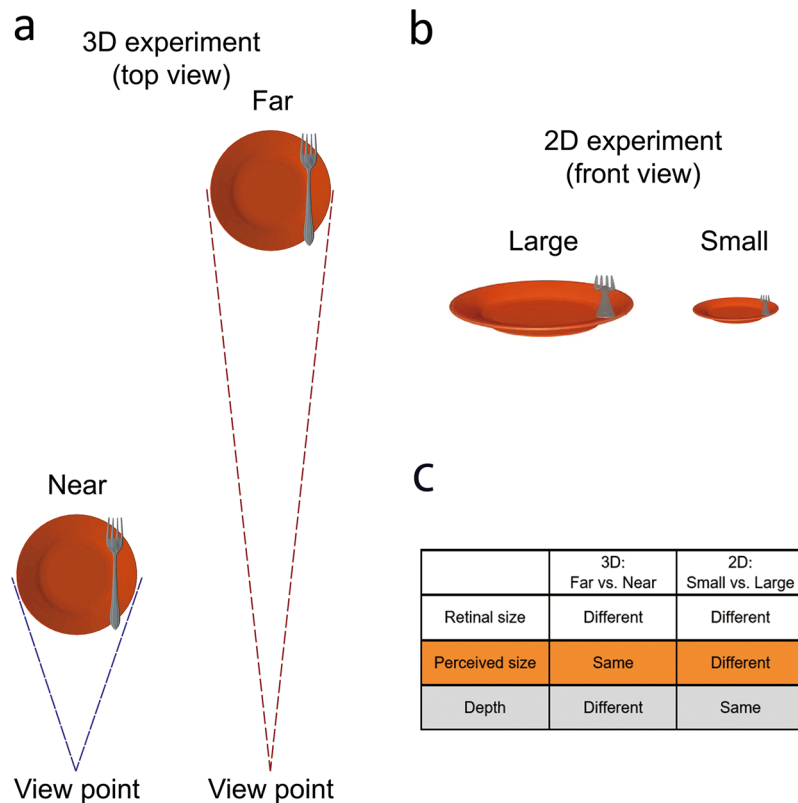 a
3D experiment
(top view)
Far
Near
View point
View point
b
2D experiment
(front view)
Large
Small
c
3D:
Far vs. Near
2D:
Small vs. Large
Retinal size
Different
Different
Perceived size
Same
Different
Depth
Different
Same